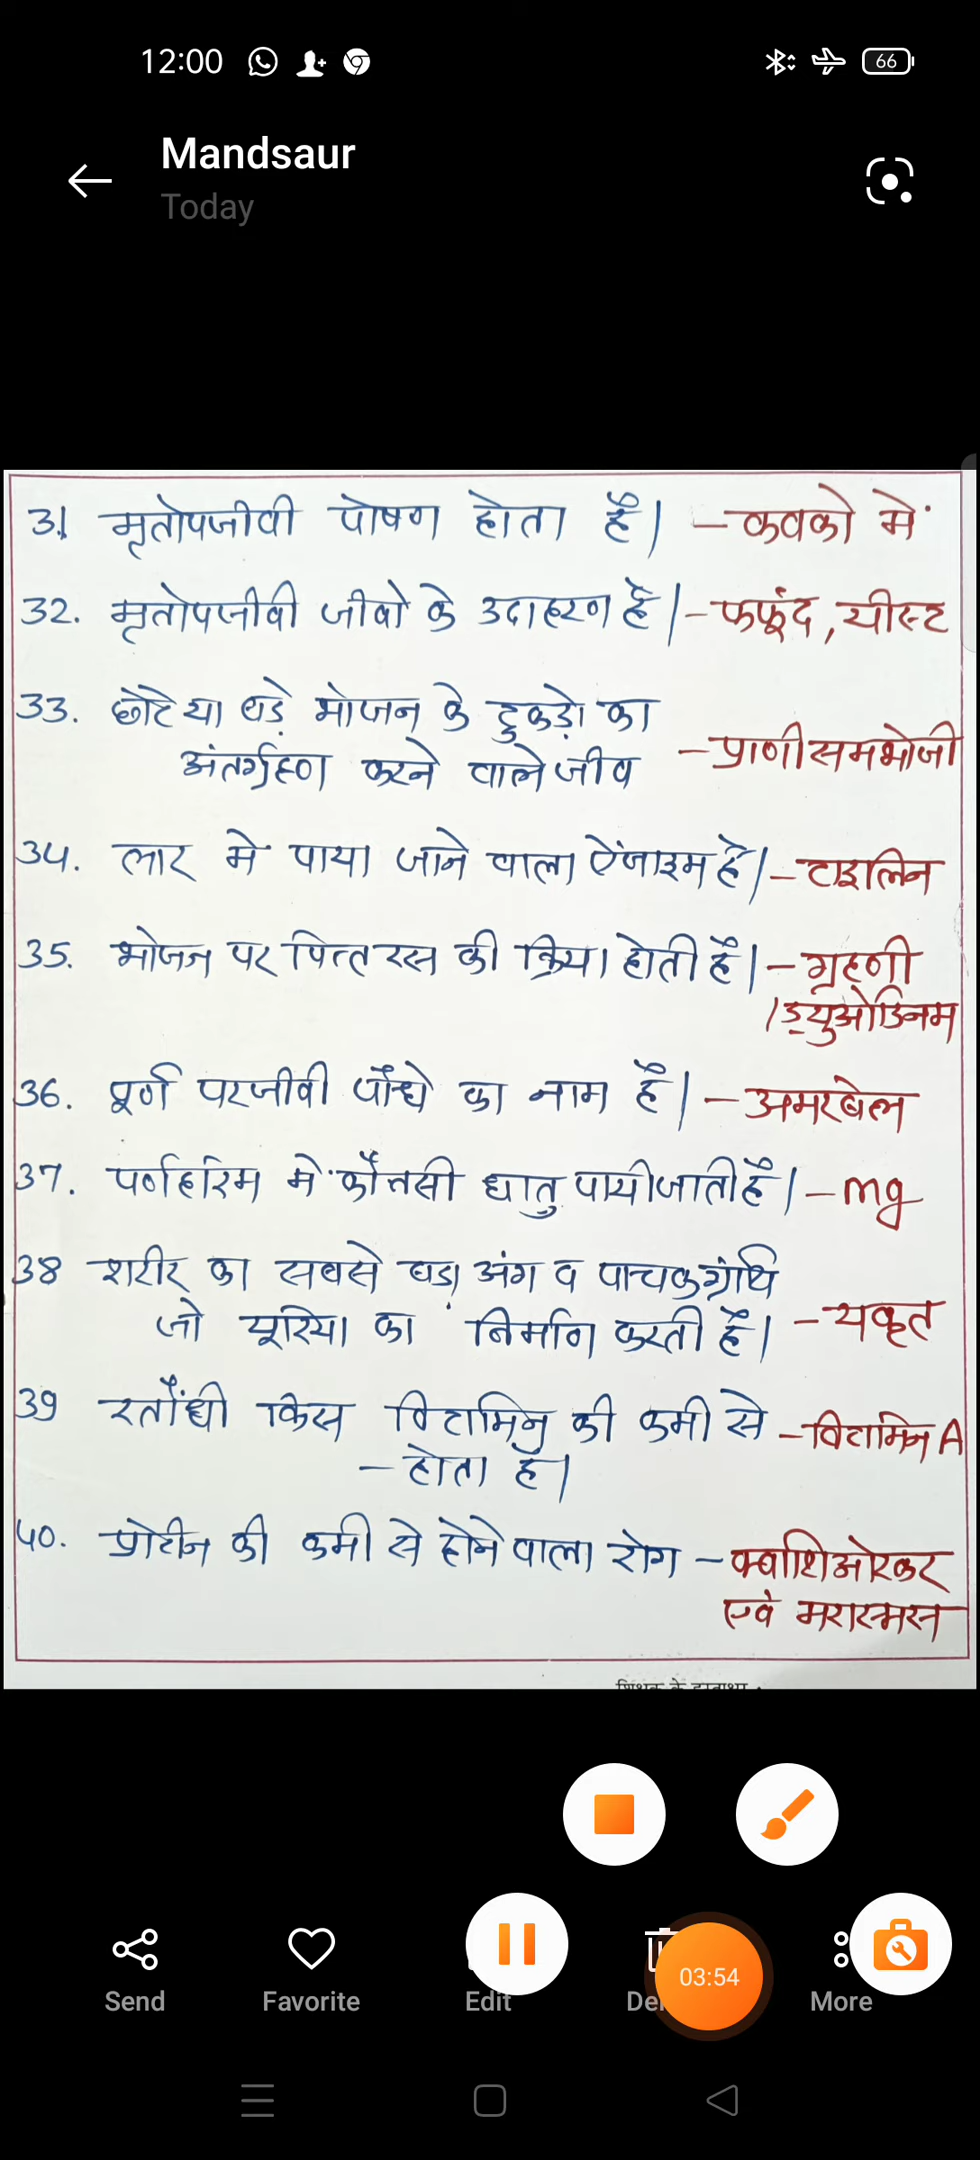 12:00
66
Mandsaur
Today
31 मृतोपजीवी पोषण होता है। – कवको में
32. मृतोपजीवी जीवो के उदाहरण है। – फफूंद, यीस्ट
33. छोटे या बड़े भोजन के टुकड़ो का
अंतर्ग्रहण करने वाले जीव – प्राणीसमभोजी
34. लार मे पाया जाने वाला ऐंजाइम है। – टाइलिन
35. भोजन पर पित्तरस की क्रिया होती है। – ग्रहणी
/ड्युओडिनम
36. पूर्ण परजीवी पौधे का नाम है। – अमरबेल
37. पर्णहरिम मे कौनसी धातु पायी जाती है। – mg
38 शरीर का सबसे बड़ा अंग व पाचक ग्रंथि
जो यूरिया का निर्माण करती है। – यकृत
39 रतौंधी किस विटामिन की कमी से – विटामिन A
– होता है।
40. प्रोटीन की कमी से होने वाला रोग – क्वाशिओरकर
एवं मरास्मस
Send
Favorite
Edit
03:54
More